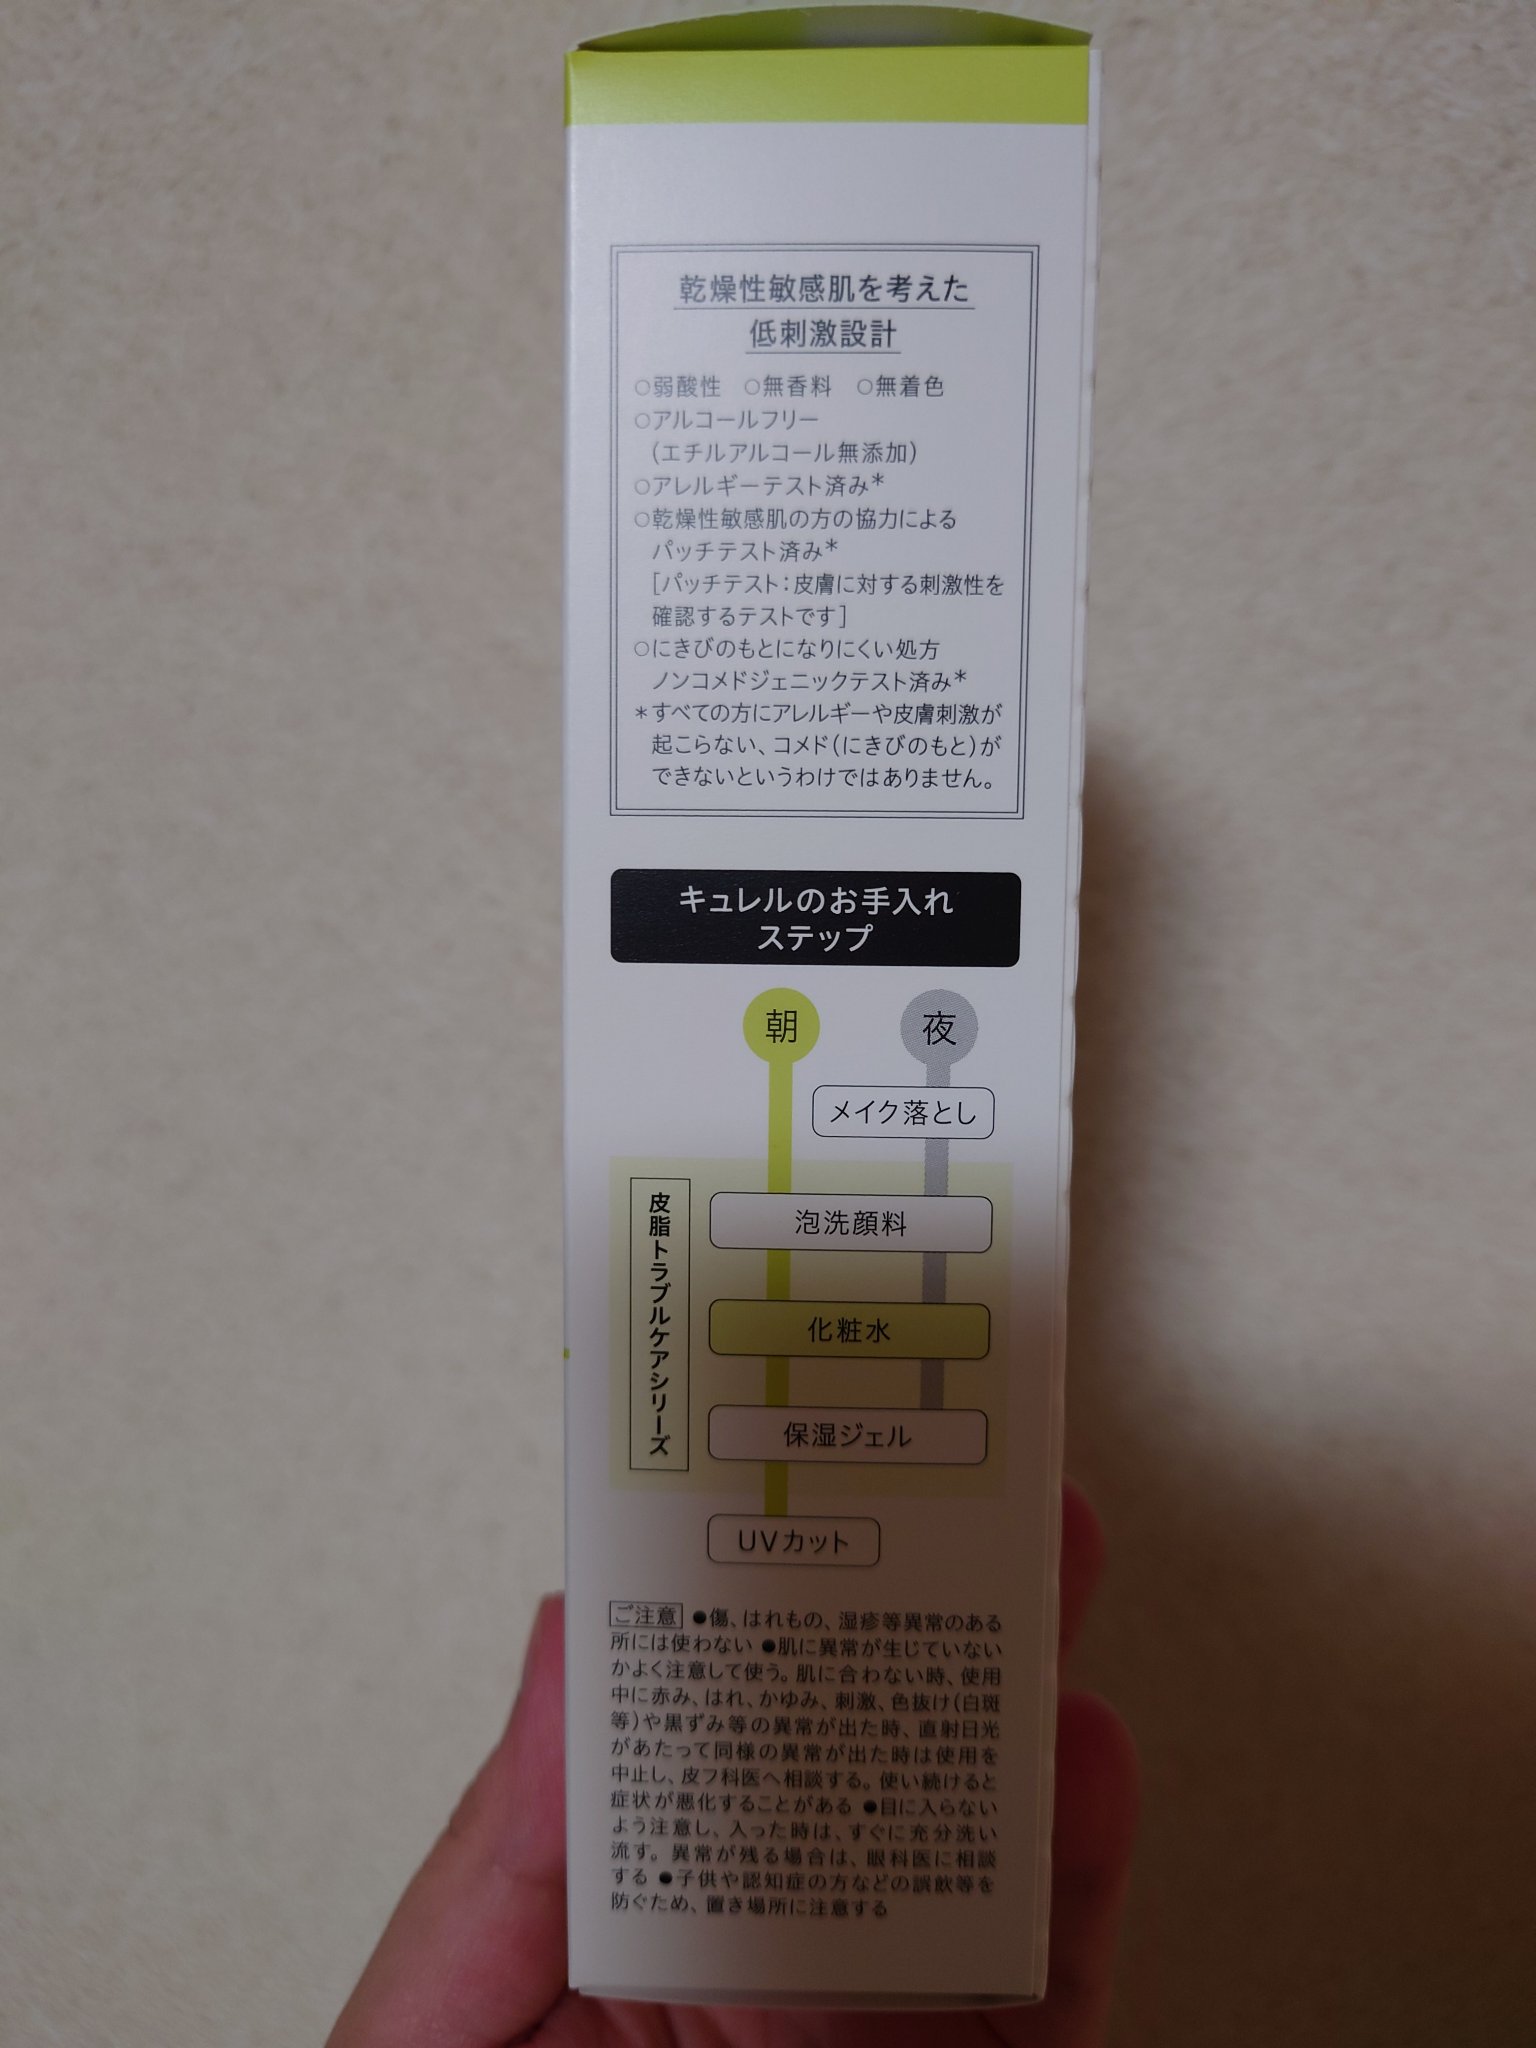 乾燥性敏感肌を考えた
低刺激設計
○弱酸性 ○無香料 ○無着色
○アルコールフリー
(エチルアルコール無添加)
○アレルギーテスト済み*
○乾燥性敏感肌の方の協力による
パッチテスト済み*
[パッチテスト：皮膚に対する刺激性を
確認するテストです]
○にきびのもとになりにくい処方
ノンコメドジェニックテスト済み*
*すべての方にアレルギーや皮膚刺激が
起こらない、コメド(にきびのもと)が
できないというわけではありません。
キュレルのお手入れ
ステップ
朝
夜
メイク落とし
皮脂トラブルケアシリーズ
泡洗顔料
化粧水
保湿ジェル
UVカット
ご注意 ●傷、はれもの、湿疹等異常のある
所には使わない ●肌に異常が生じていない
かよく注意して使う。肌に合わない時、使用
中に赤み、はれ、かゆみ、刺激、色抜け(白斑
等)や黒ずみ等の異常が出た時、直射日光
があたって同様の異常が出た時は使用を
中止し、皮フ科医へ相談する。使い続けると
症状が悪化することがある ●目に入らない
よう注意し、入った時は、すぐに充分洗い
流す。異常が残る場合は、眼科医に相談
する ●子供や認知症の方などの誤飲等を
防ぐため、置き場所に注意する